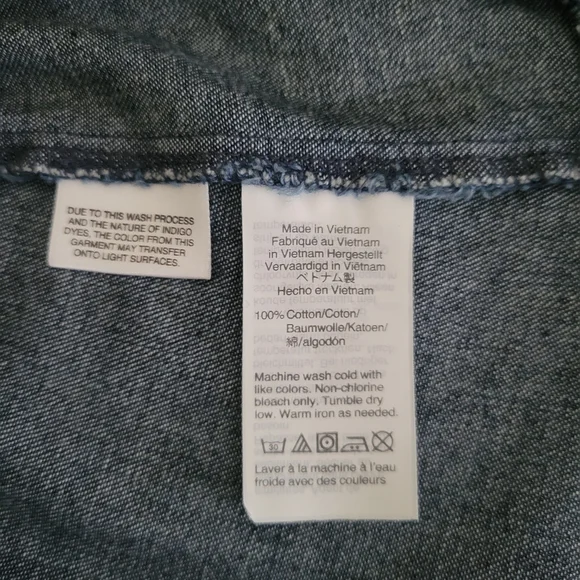 DUE TO THIS WASH PROCESS
AND THE NATURE OF INDIGO
DYES, THE COLOR FROM THIS
GARMENT MAY TRANSFER
ONTO LIGHT SURFACES.
Made in Vietnam
Fabriqué au Vietnam
in Vietnam Hergestellt
Vervaardigd in Viëtnam
ベトナム製
Hecho en Vietnam
100% Cotton/Coton/
Baumwolle/Katoen/
綿/algodón
Machine wash cold with
like colors. Non-chlorine
bleach only. Tumble dry
low. Warm iron as needed.
30
Laver à la machine à l'eau
froide avec des couleurs